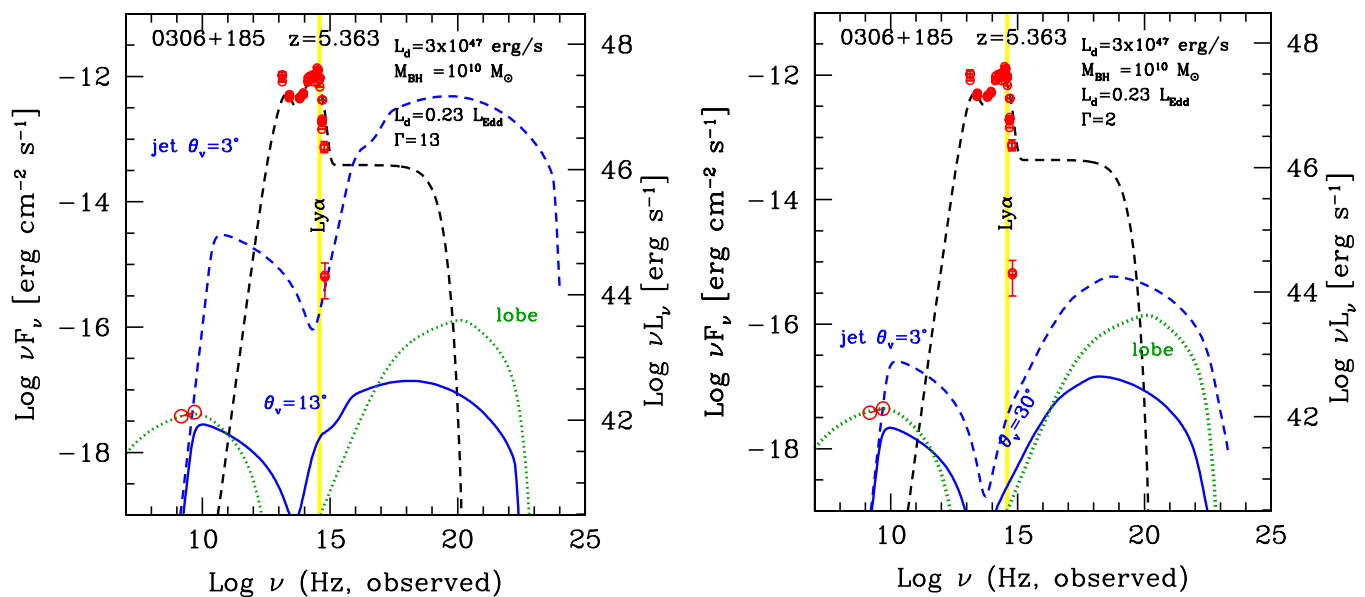 0306+185 z=5.363
L_d=3x10^47 erg/s
M_BH =10^10 M_⊙
L_d=0.23 L_Edd
Γ=13
jet θ_v=3°
Lyα
lobe
θ_v=13°
Log νF_ν [erg cm^−2 s^−1]
−12
−14
−16
−18
48
46
44
42
Log νL_ν [erg s^−1]
10 15 20 25
Log ν (Hz, observed)
0306+185 z=5.363
L_d=3x10^47 erg/s
M_BH =10^10 M_⊙
L_d=0.23 L_Edd
Γ=2
jet θ_v=3°
Lyα
lobe
θ_v=30°
Log νF_ν [erg cm^−2 s^−1]
−12
−14
−16
−18
48
46
44
42
Log νL_ν [erg s^−1]
10 15 20 25
Log ν (Hz, observed)